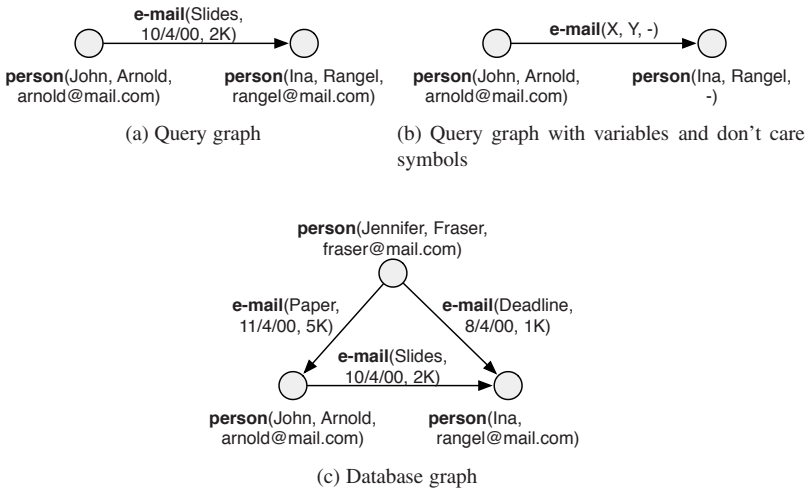 e-mail(Slides,
10/4/00, 2K)
person(John, Arnold,
arnold@mail.com)
person(Ina, Rangel,
rangel@mail.com)
(a) Query graph
e-mail(X, Y, -)
person(John, Arnold,
arnold@mail.com)
person(Ina, Rangel,
-)
(b) Query graph with variables and don't care
symbols
person(Jennifer, Fraser,
fraser@mail.com)
e-mail(Paper,
11/4/00, 5K)
e-mail(Deadline,
8/4/00, 1K)
e-mail(Slides,
10/4/00, 2K)
person(John, Arnold,
arnold@mail.com)
person(Ina,
rangel@mail.com)
(c) Database graph